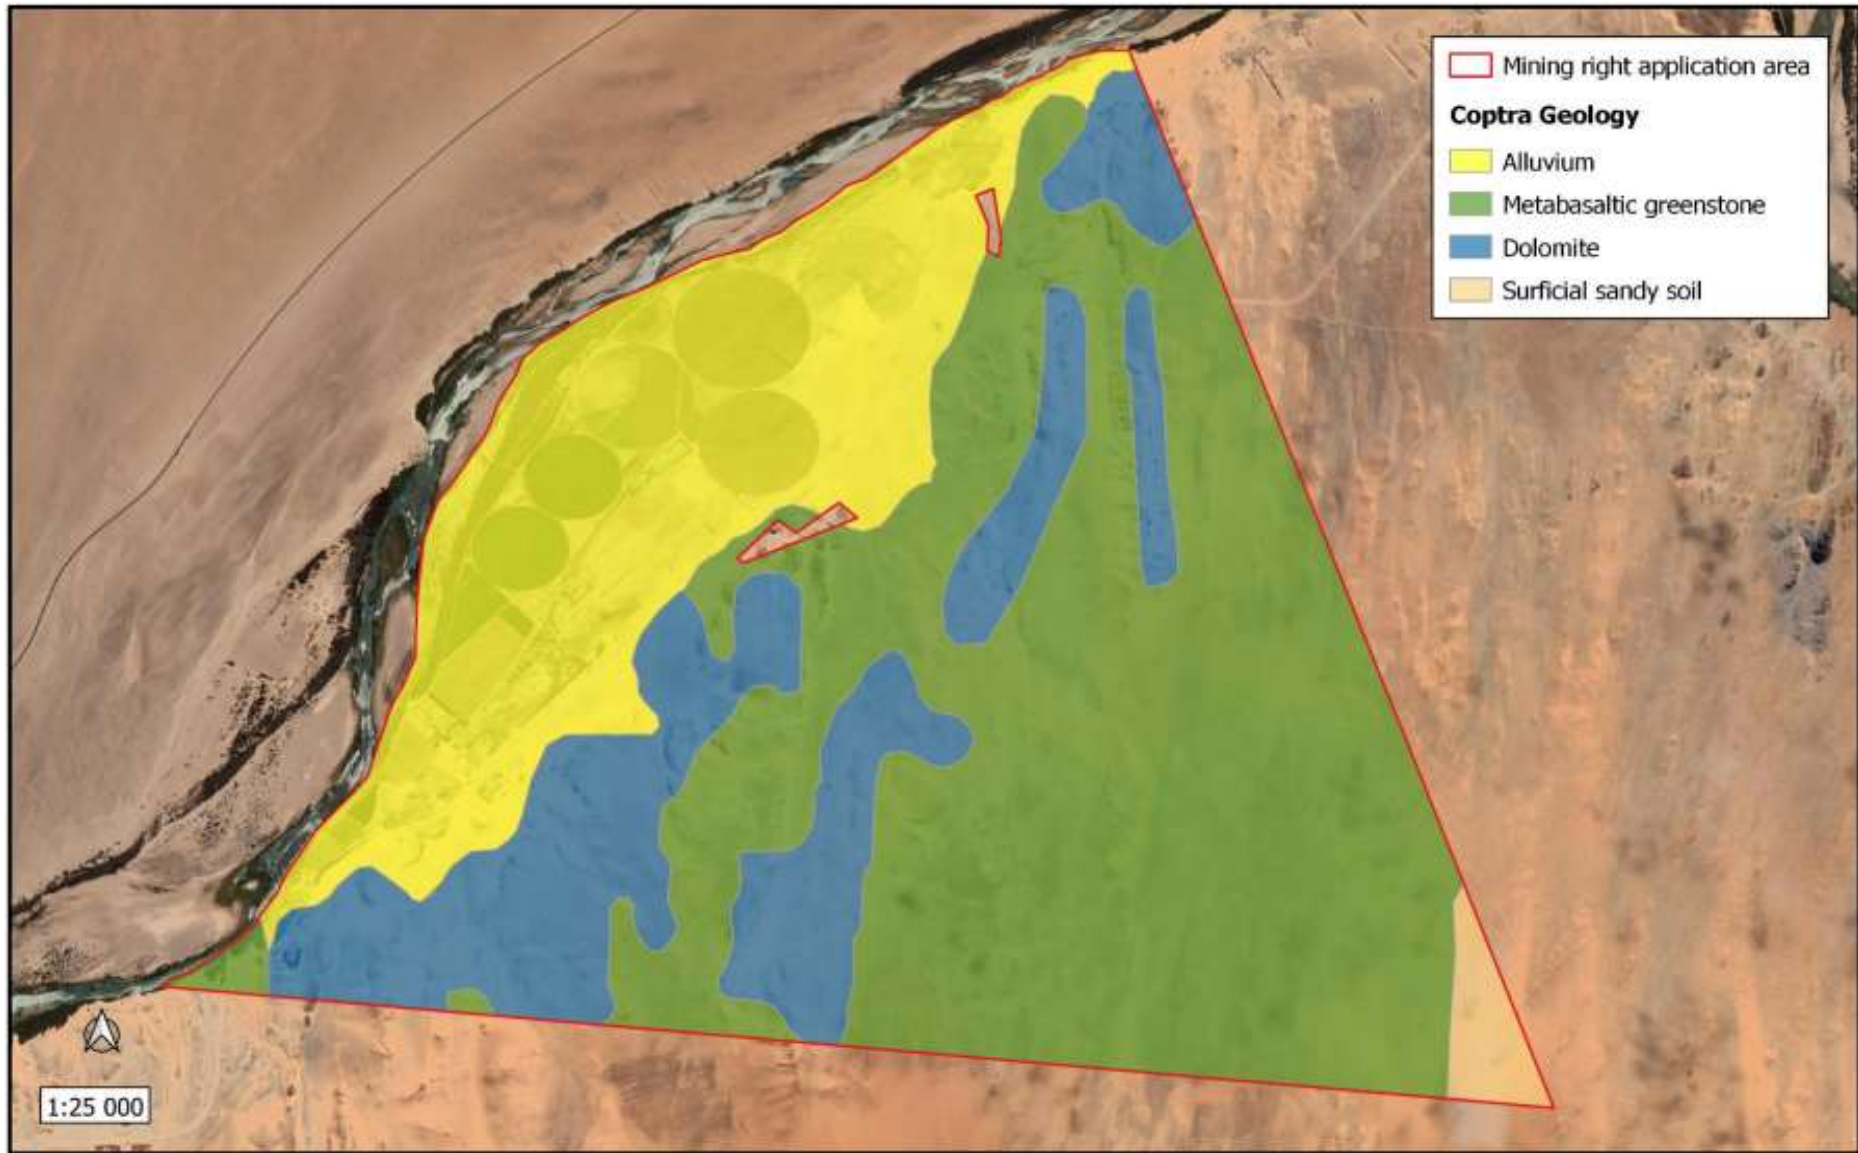 Mining right application area
Coptra Geology
Alluvium
Metabasaltic greenstone
Dolomite
Surficial sandy soil
1:25 000